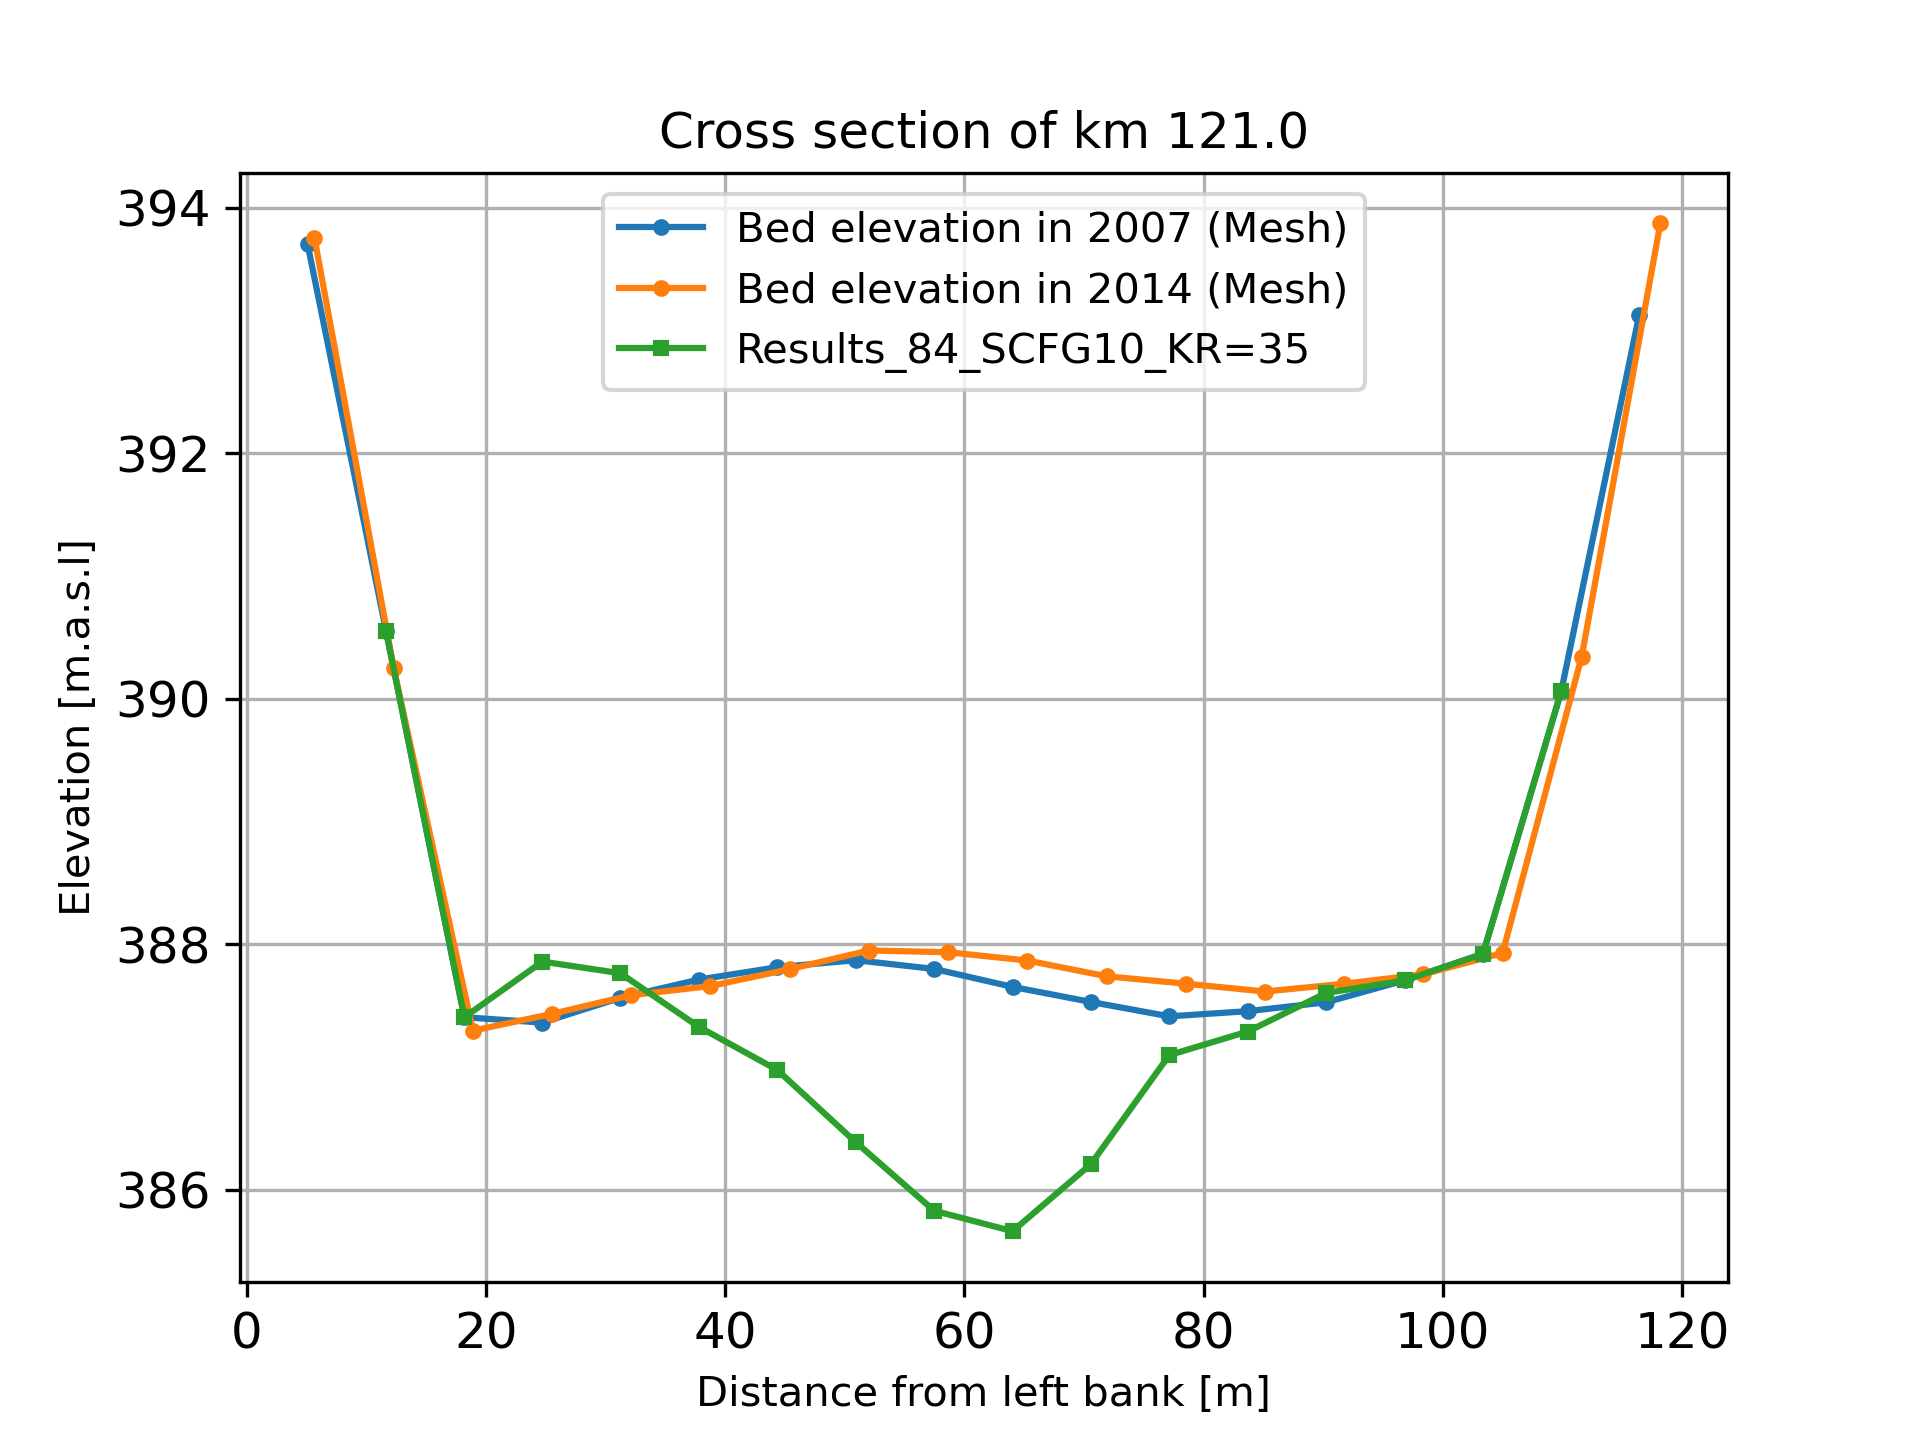 Cross section of km 121.0
394
392
390
388
386
Elevation [m.a.s.l]
Bed elevation in 2007 (Mesh)
Bed elevation in 2014 (Mesh)
Results_84_SCFG10_KR=35
0 20 40 60 80 100 120
Distance from left bank [m]